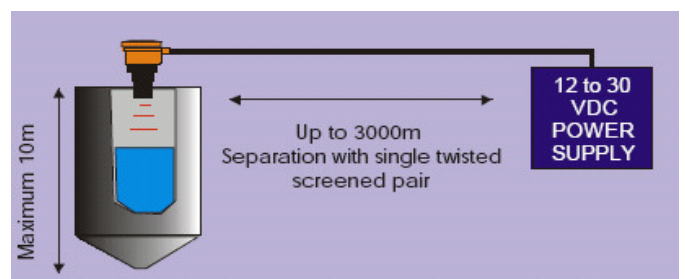 Maximum 10m
Up to 3000m
Separation with single twisted
screened pair
12 to 30
VDC
POWER
SUPPLY